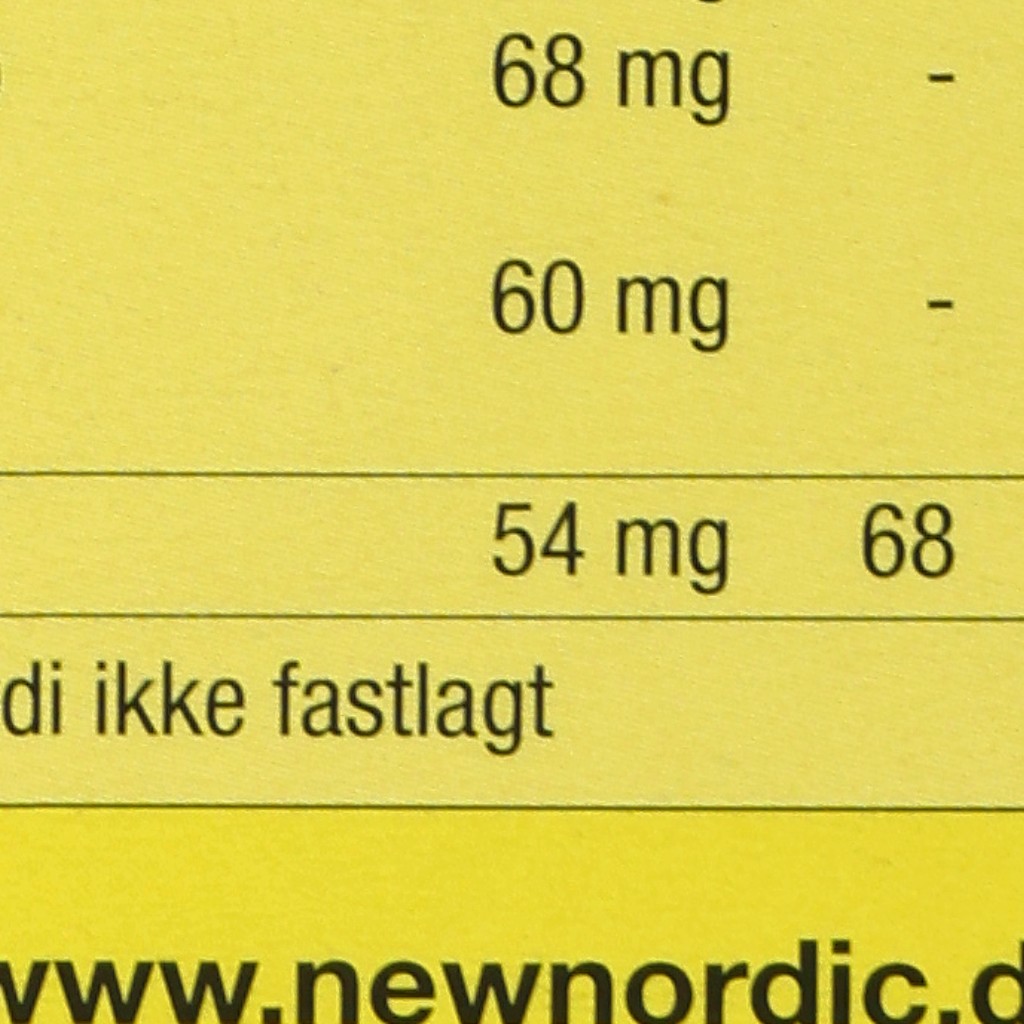 68 mg -
60 mg -
54 mg 68
di ikke fastlagt
www.newnordic.d